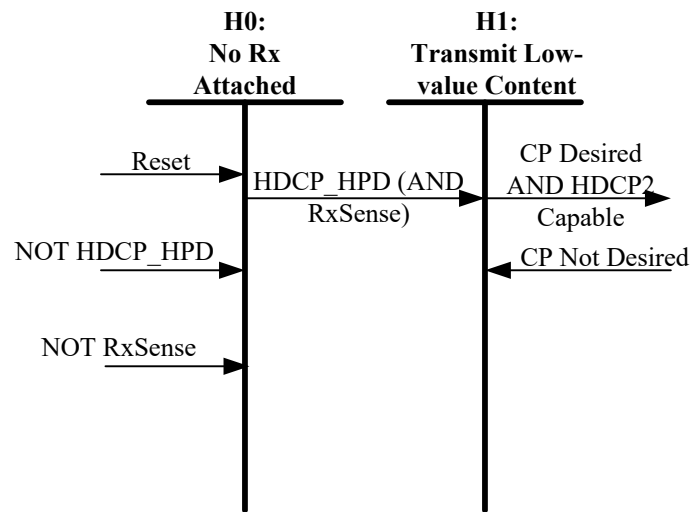 H0:
No Rx
Attached
H1:
Transmit Low-
value Content
Reset
HDCP_HPD (AND
RxSense)
CP Desired
AND HDCP2
Capable
NOT HDCP_HPD
CP Not Desired
NOT RxSense